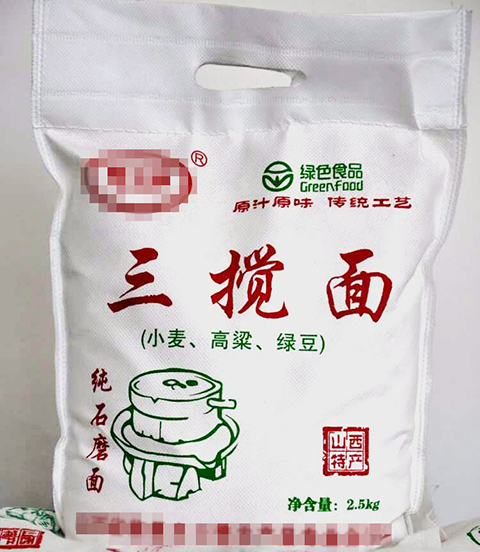 ®
绿色食品
Greenfood
原汁原味 传统工艺
三搅面
(小麦、高粱、绿豆)
纯石磨面
山西
特产
净含量: 2.5kg